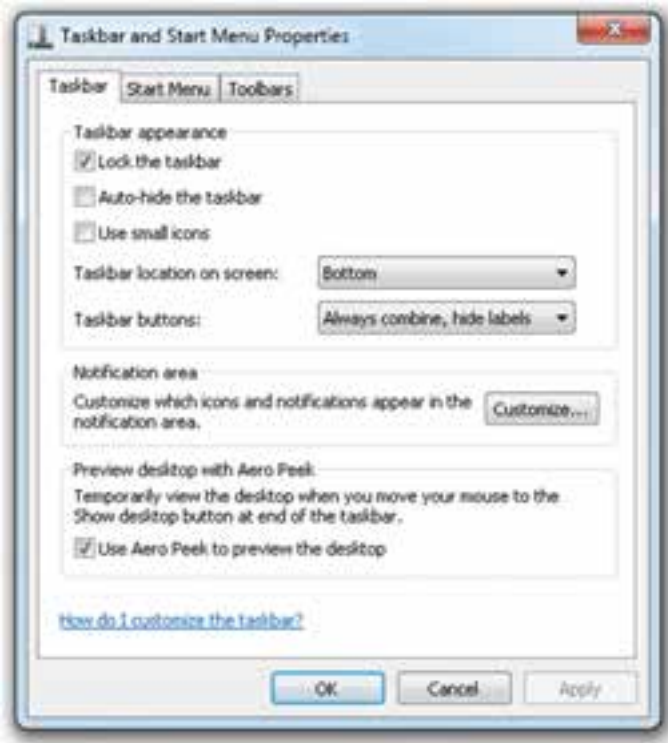 Taskbar and Start Menu Properties
Taskbar Start Menu Toolbars
Taskbar appearance
Lock the taskbar
Auto-hide the taskbar
Use small icons
Taskbar location on screen: Bottom
Taskbar buttons: Always combine, hide labels
Notification area
Customize which icons and notifications appear in the
notification area.
Customize...
Preview desktop with Aero Peek
Temporarily view the desktop when you move your mouse to the
Show desktop button at end of the taskbar.
Use Aero Peek to preview the desktop
How do I customize the taskbar?
OK Cancel Apply